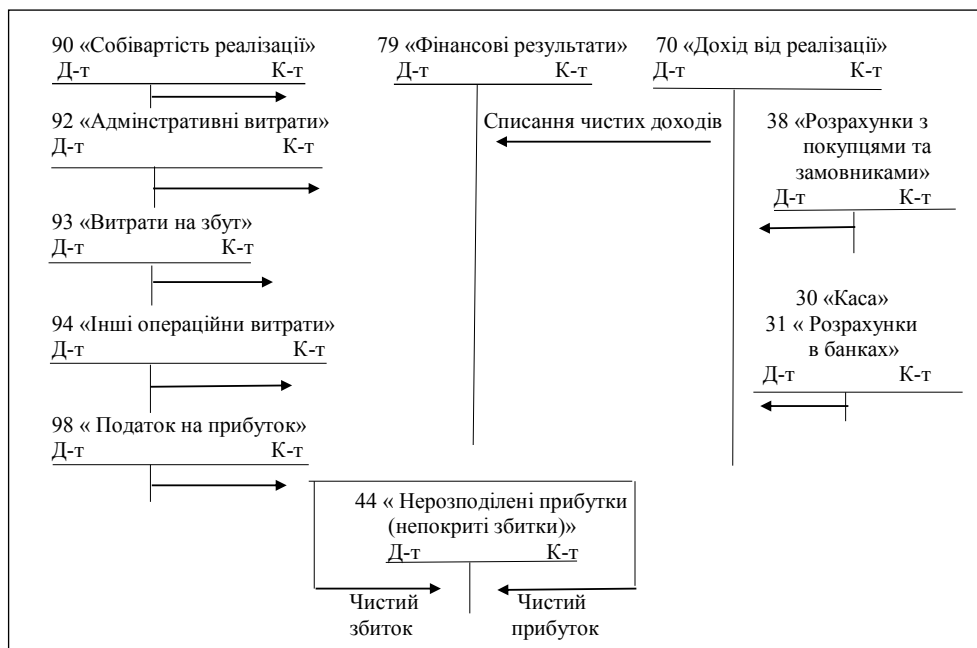 90 «Собівартість реалізації»
Д-т К-т
92 «Адмінстративні витрати»
Д-т К-т
93 «Витрати на збут»
Д-т К-т
94 «Інші операційни витрати»
Д-т К-т
98 « Податок на прибуток»
Д-т К-т
79 «Фінансові результати»
Д-т К-т
Списання чистих доходів
70 «Дохід від реалізації»
Д-т К-т
38 «Розрахунки з
покупцями та
замовниками»
Д-т К-т
30 «Каса»
31 « Розрахунки
в банках»
Д-т К-т
44 « Нерозподілені прибутки
(непокриті збитки)»
Д-т К-т
Чистий
збиток
Чистий
прибуток